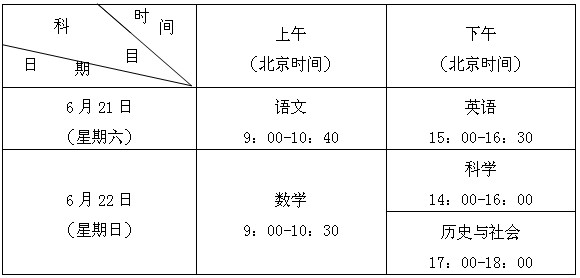 时间
科目
日期
上午
（北京时间）
下午
（北京时间）
6月21日
（星期六）
语文
9：00-10：40
英语
15：00-16：30
6月22日
（星期日）
数学
9：00-10：30
科学
14：00-16：00
历史与社会
17：00-18：00